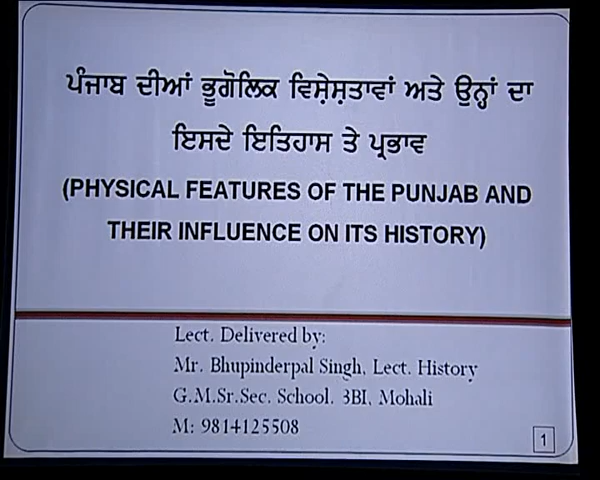 ਪੰਜਾਬ ਦੀਆਂ ਭੂਗੋਲਿਕ ਵਿਸ਼ੇਸ਼ਤਾਵਾਂ ਅਤੇ ਉਨ੍ਹਾਂ ਦਾ
ਇਸਦੇ ਇਤਿਹਾਸ ਤੇ ਪ੍ਰਭਾਵ
(PHYSICAL FEATURES OF THE PUNJAB AND
THEIR INFLUENCE ON ITS HISTORY)
Lect. Delivered by:
Mr. Bhupinderpal Singh, Lect. History
G.M.Sr.Sec. School. 3BI, Mohali
M: 9814125508
1